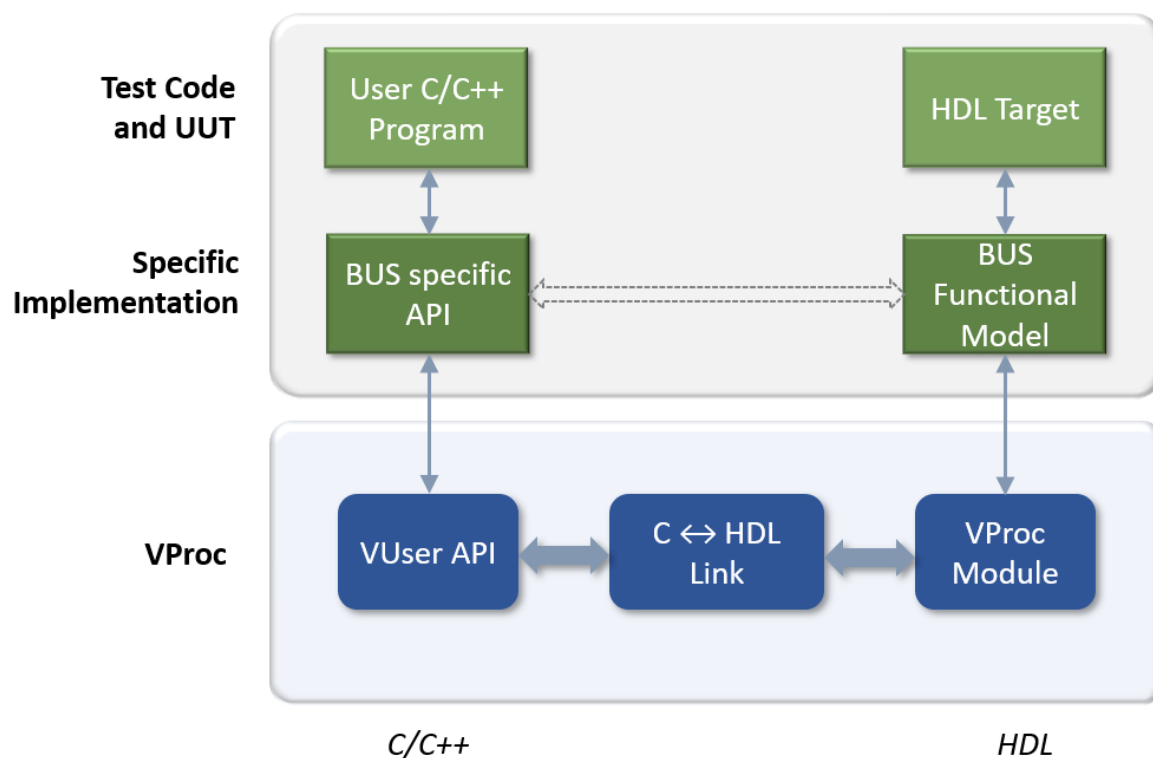 Test Code
and UUT
User C/C++
Program
HDL Target
Specific
Implementation
BUS specific
API
BUS
Functional
Model
VProc
VUser API
C ↔ HDL
Link
VProc
Module
C/C++
HDL